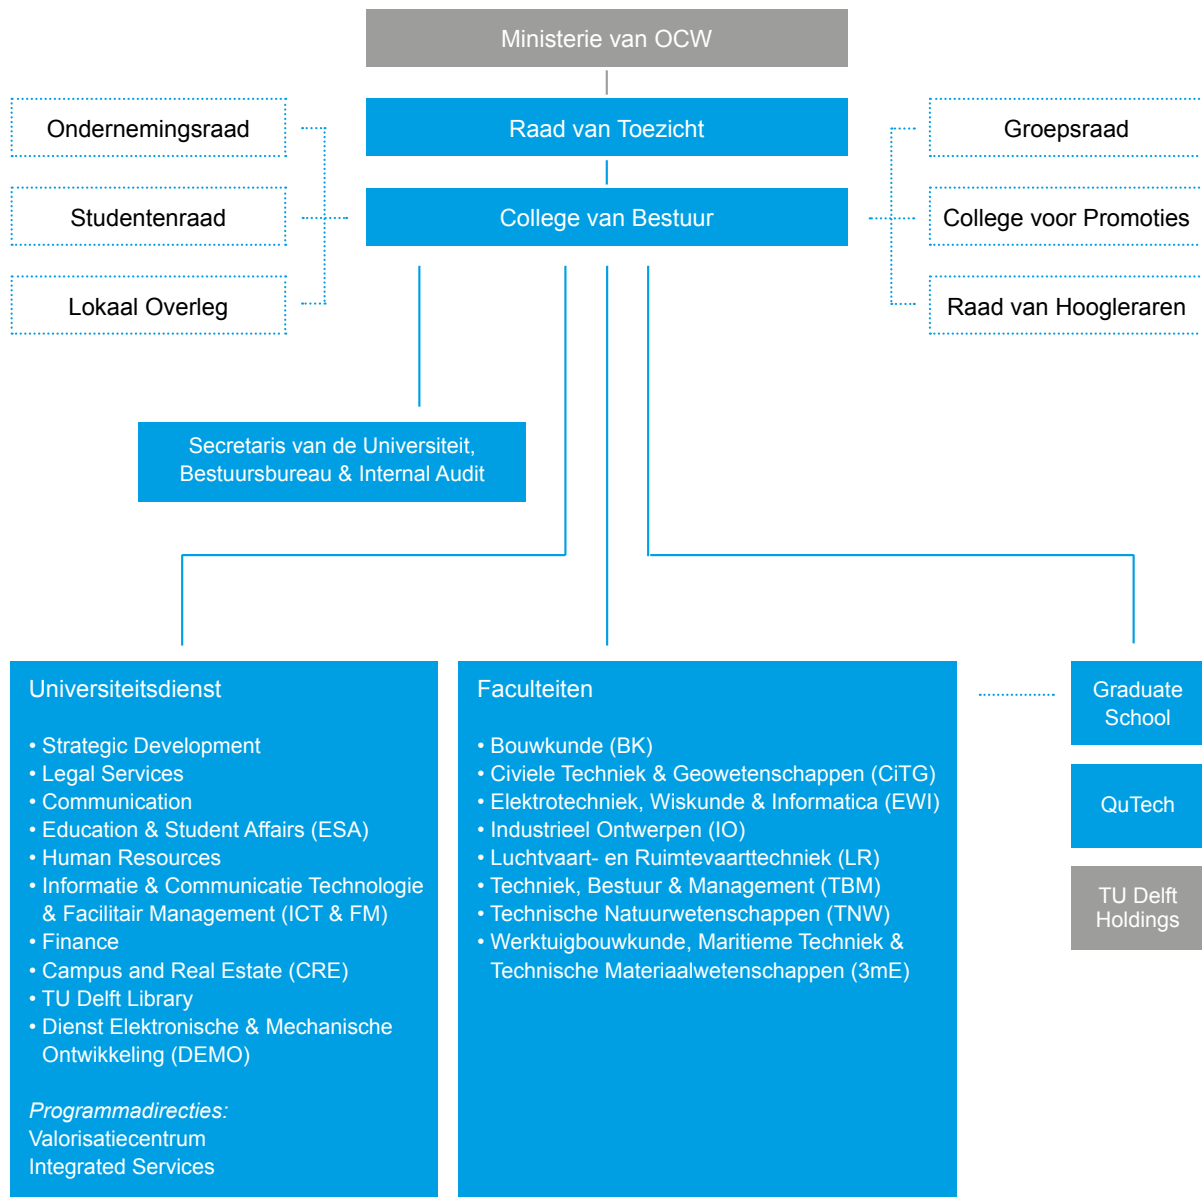 Ministerie van OCW
Raad van Toezicht
College van Bestuur
Ondernemingsraad
Studentenraad
Lokaal Overleg
Groepsraad
College voor Promoties
Raad van Hoogleraren
Secretaris van de Universiteit,
Bestuursbureau & Internal Audit
Universiteitsdienst
• Strategic Development
• Legal Services
• Communication
• Education & Student Affairs (ESA)
• Human Resources
• Informatie & Communicatie Technologie
& Facilitair Management (ICT & FM)
• Finance
• Campus and Real Estate (CRE)
• TU Delft Library
• Dienst Elektronische & Mechanische
Ontwikkeling (DEMO)
Programmadirecties:
Valorisatiecentrum
Integrated Services
Faculteiten
• Bouwkunde (BK)
• Civiele Techniek & Geowetenschappen (CiTG)
• Elektrotechniek, Wiskunde & Informatica (EWI)
• Industrieel Ontwerpen (IO)
• Luchtvaart- en Ruimtevaarttechniek (LR)
• Techniek, Bestuur & Management (TBM)
• Technische Natuurwetenschappen (TNW)
• Werktuigbouwkunde, Maritieme Techniek &
Technische Materiaalwetenschappen (3mE)
Graduate
School
QuTech
TU Delft
Holdings